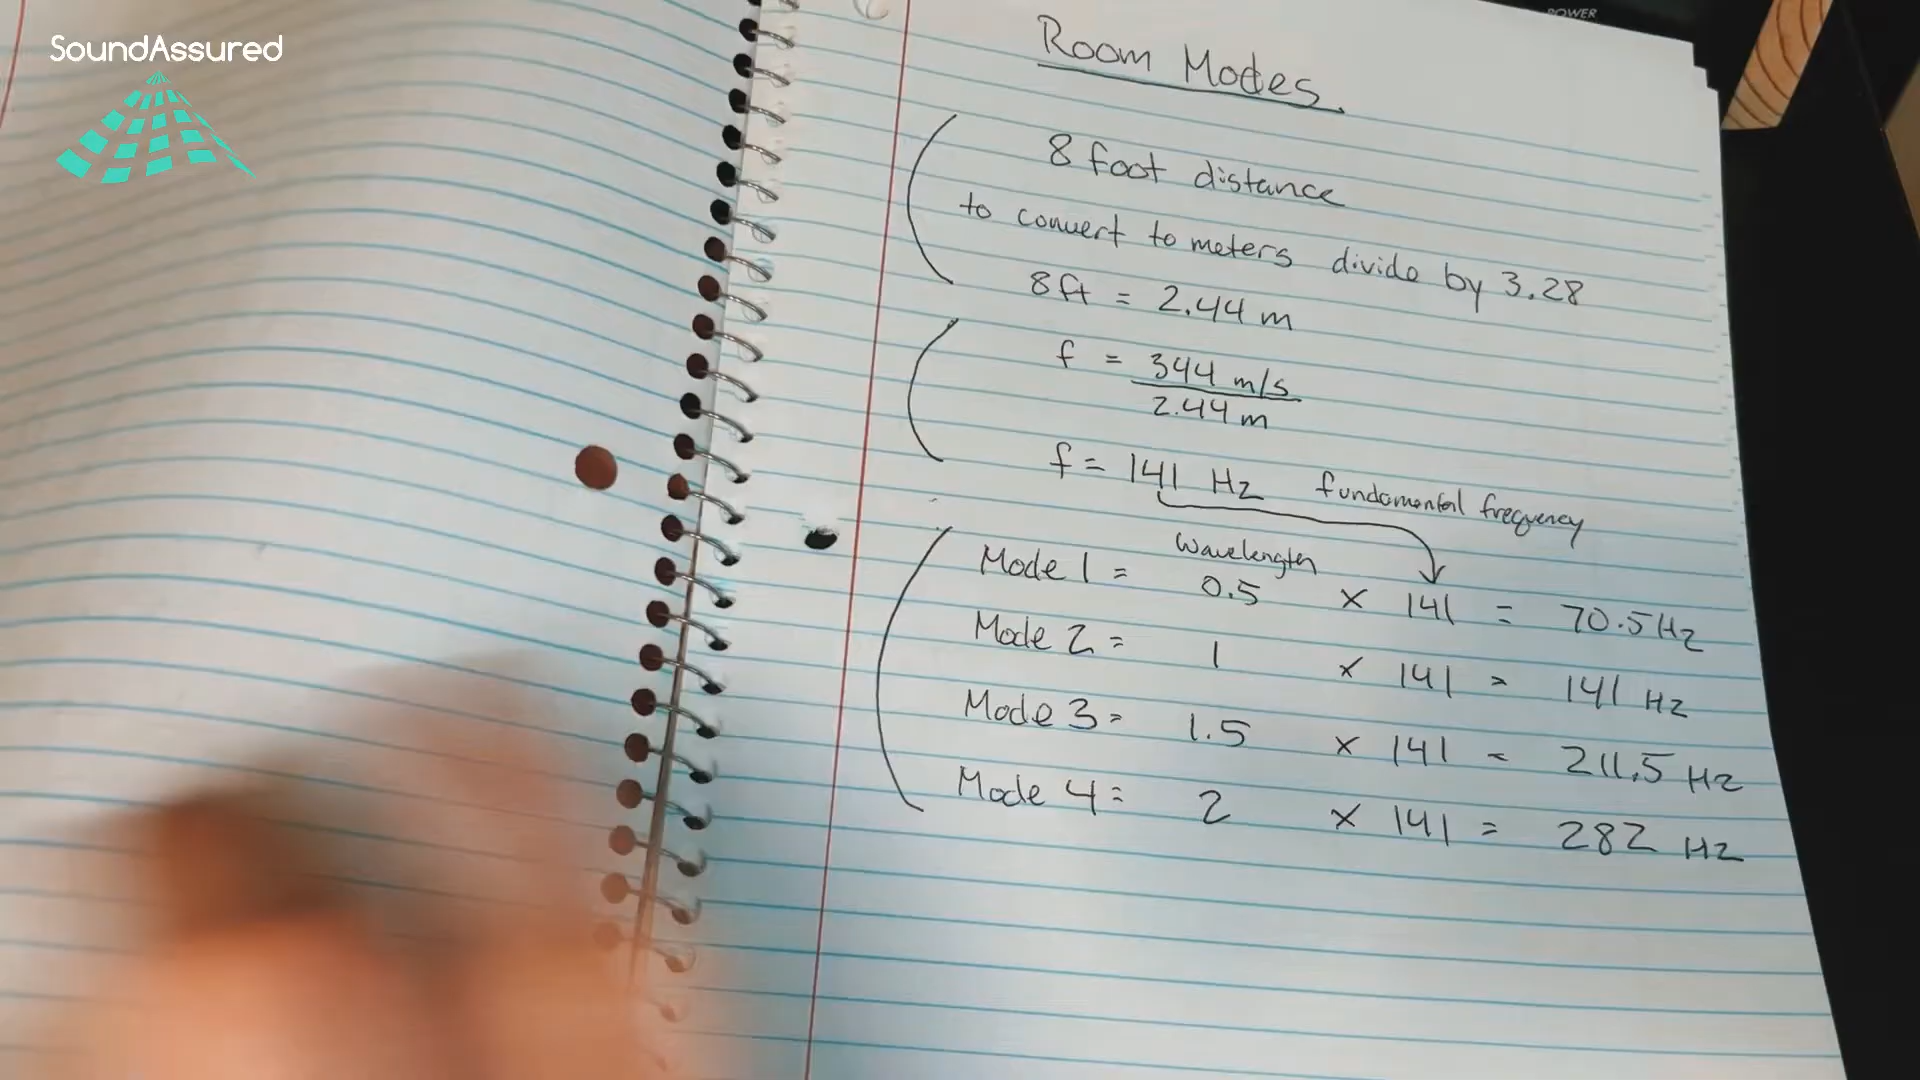 SoundAssured
POWER
Room Modes.
8 foot distance
to convert to meters divide by 3.28
8ft = 2.44 m
f = 344 m/s
2.44 m
f = 141 Hz fundamental frequency
Wavelength
Mode 1 = 0.5 x 141 = 70.5 Hz
Mode 2 = 1 x 141 = 141 Hz
Mode 3 = 1.5 x 141 = 211.5 Hz
Mode 4 = 2 x 141 = 282 Hz